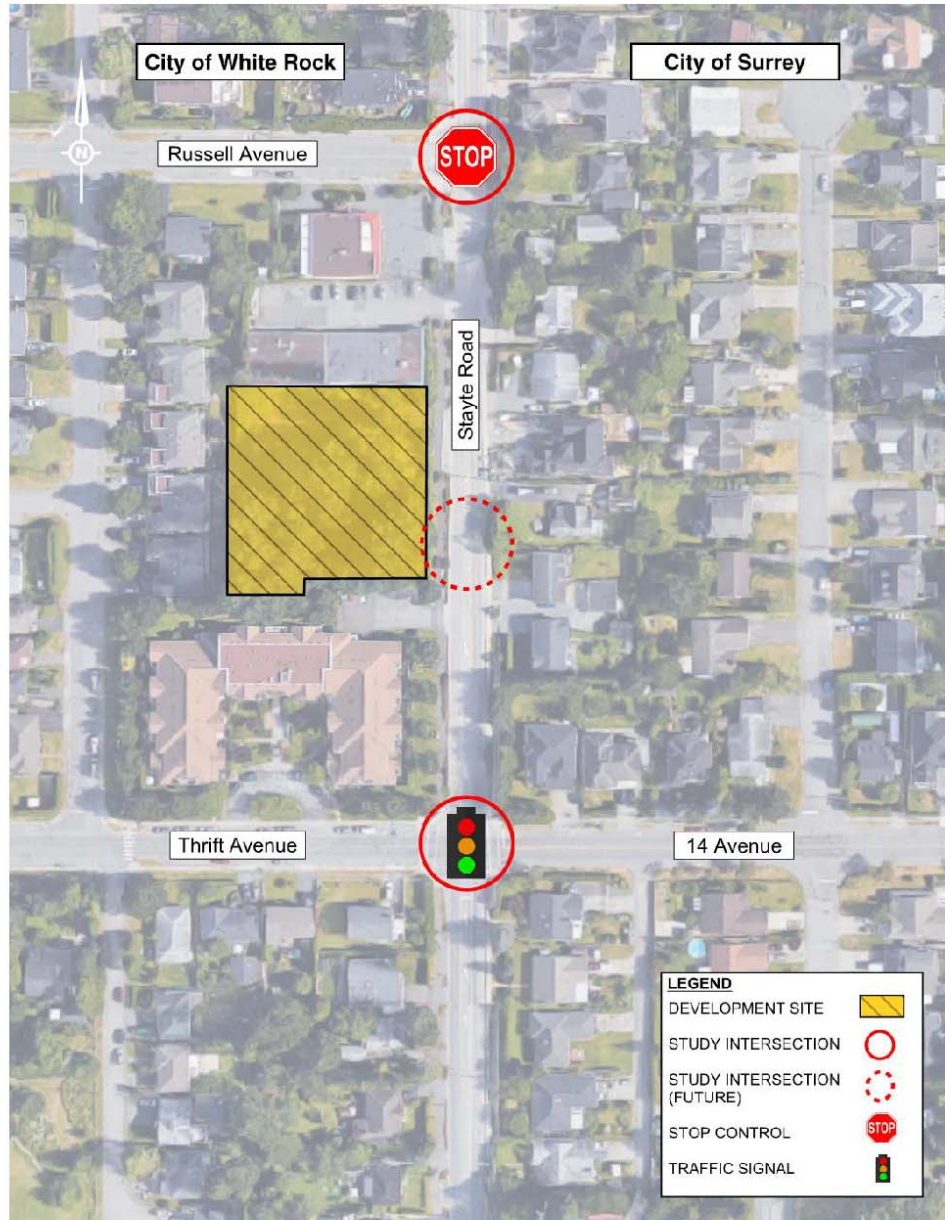 City of White Rock
City of Surrey
N
Russell Avenue
STOP
Stayte Road
Thrift Avenue
14 Avenue
LEGEND
DEVELOPMENT SITE
STUDY INTERSECTION
STUDY INTERSECTION
(FUTURE)
STOP CONTROL
STOP
TRAFFIC SIGNAL